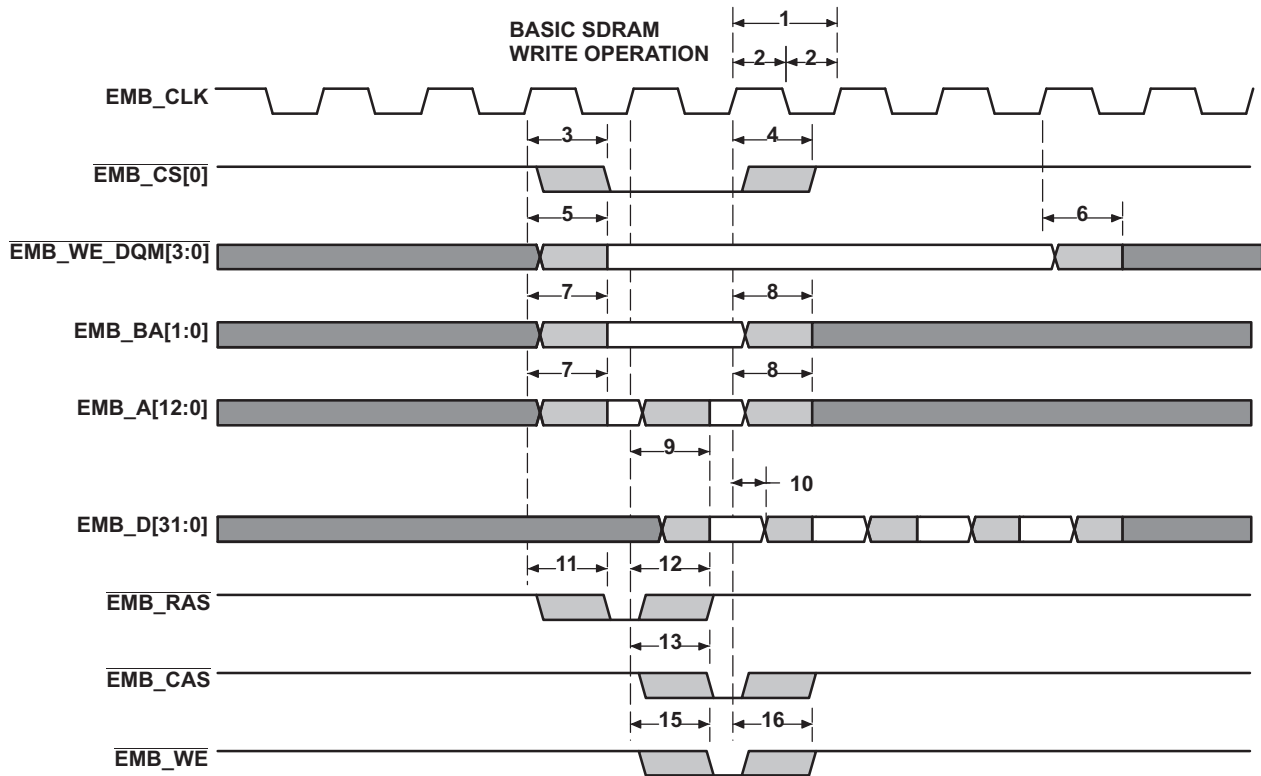 BASIC SDRAM
WRITE OPERATION
1
2 2
EMB_CLK
3 4
EMB_CS[0]
5 6
EMB_WE_DQM[3:0]
7 8
EMB_BA[1:0]
7 8
EMB_A[12:0]
9
10
EMB_D[31:0]
11 12
EMB_RAS
13
EMB_CAS
15 16
EMB_WE